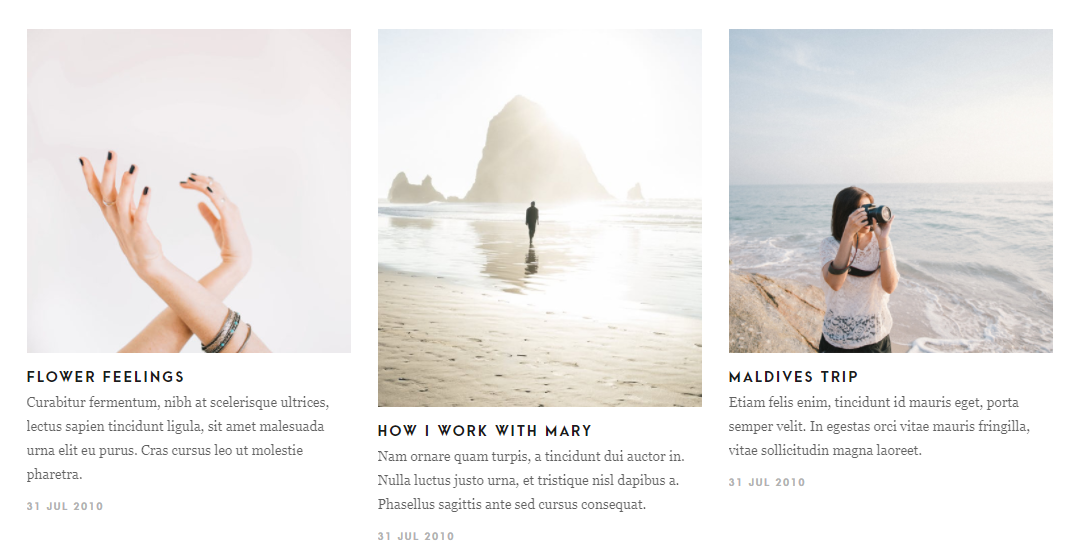 FLOWER FEELINGS
Curabitur fermentum, nibh at scelerisque ultrices,
lectus sapien tincidunt ligula, sit amet malesuada
urna elit eu purus. Cras cursus leo ut molestie
pharetra.
31 JUL 2010
HOW I WORK WITH MARY
Nam ornare quam turpis, a tincidunt dui auctor in.
Nulla luctus justo urna, et tristique nisl dapibus a.
Phasellus sagittis ante sed cursus consequat.
31 JUL 2010
MALDIVES TRIP
Etiam felis enim, tincidunt id mauris eget, porta
semper velit. In egestas orci vitae mauris fringilla,
vitae sollicitudin magna laoreet.
31 JUL 2010